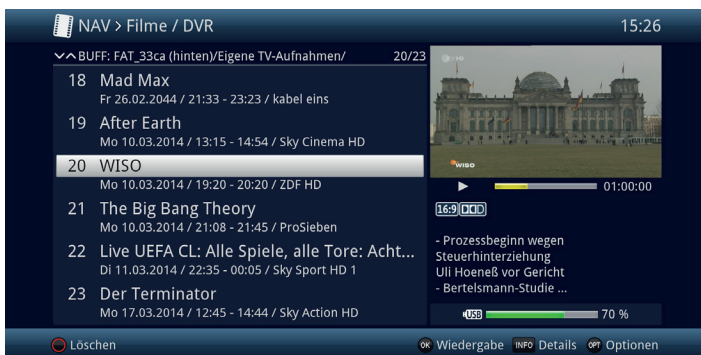 NAV > Filme / DVR 15:26
BUFF: FAT_33ca (hinten)/Eigene TV-Aufnahmen/ 20/23
18 Mad Max
Fr 26.02.2044 / 21:33 - 23:23 / kabel eins
19 After Earth
Mo 10.03.2014 / 13:15 - 14:54 / Sky Cinema HD
20 WISO
Mo 10.03.2014 / 19:20 - 20:20 / ZDF HD
21 The Big Bang Theory
Mo 10.03.2014 / 21:08 - 21:45 / ProSieben
22 Live UEFA CL: Alle Spiele, alle Tore: Acht...
Di 11.03.2014 / 22:35 - 00:05 / Sky Sport HD 1
23 Der Terminator
Mo 17.03.2014 / 12:45 - 14:44 / Sky Action HD
WISO
01:00:00
16:9
- Prozessbeginn wegen
Steuerhinterziehung
Uli Hoeneß vor Gericht
- Bertelsmann-Studie ...
USB 70 %
Löschen OK Wiedergabe INFO Details OPT Optionen